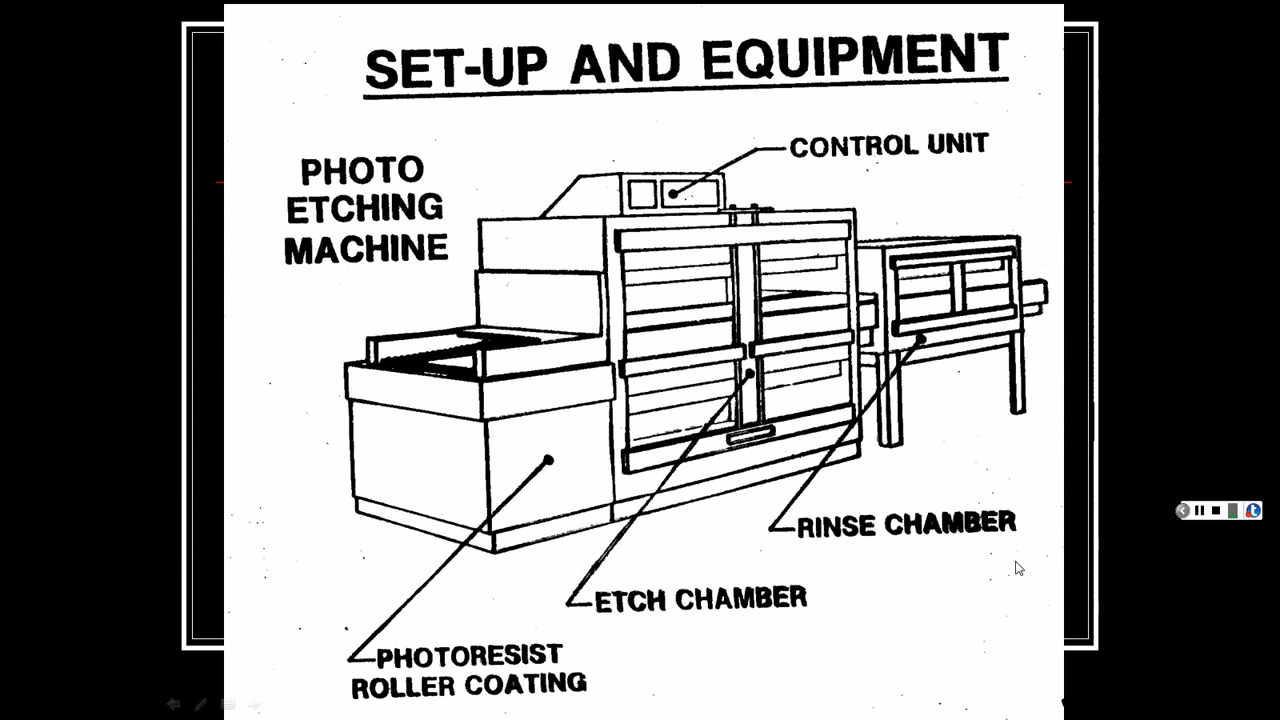 SET-UP AND EQUIPMENT
PHOTO
ETCHING
MACHINE
CONTROL UNIT
RINSE CHAMBER
ETCH CHAMBER
PHOTORESIST
ROLLER COATING